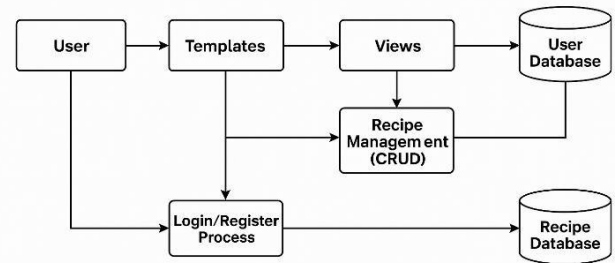 User
Templates
Views
User
Database
Recipe
Managem ent
(CRUD)
Login/Register
Process
Recipe
Database